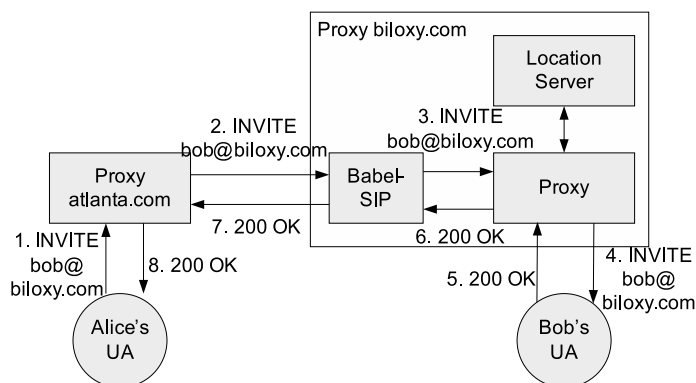 Proxy biloxy.com
Location
Server
2. INVITE
bob@biloxy.com
3. INVITE
bob@biloxy.com
Proxy
atlanta.com
Babel-
SIP
Proxy
7. 200 OK
6. 200 OK
1. INVITE
bob@
biloxy.com
8. 200 OK
5. 200 OK
4. INVITE
bob@
biloxy.com
Alice's
UA
Bob's
UA